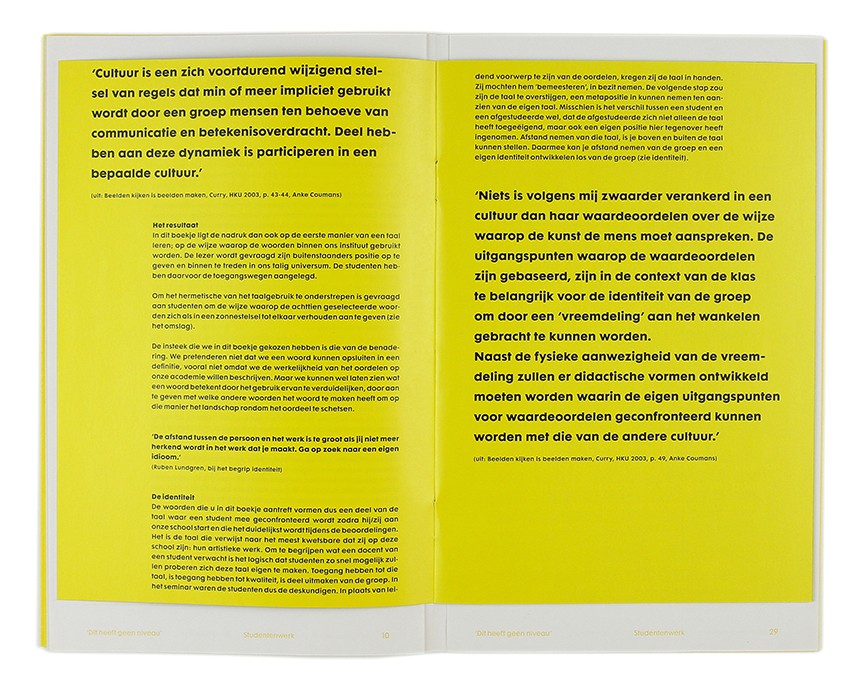 ‘Cultuur is een zich voortdurend wijzigend stel-
sel van regels dat min of meer impliciet gebruikt
wordt door een groep mensen ten behoeve van
communicatie en betekenisoverdracht. Deel heb-
ben aan deze dynamiek is participeren in een
bepaalde cultuur.’
(uit: Beelden kijken is beelden maken, Curry, HKU 2003, p. 43-44, Anke Coumans)
Het resultaat
In dit boekje ligt de nadruk dan ook op de eerste manier van een taal
leren; op de wijze waarop de woorden binnen ons instituut gebruikt
worden. De lezer wordt gevraagd zijn buitenstaanders positie op te
geven en binnen te treden in ons talig universum. De studenten heb-
ben daarvoor de toegangswegen aangelegd.
Om het hermetische van het taalgebruik te onderstrepen is gevraagd
aan studenten om de wijze waarop de achttien geselecteerde woor-
den zich als in een zonnestelsel tot elkaar verhouden aan te geven (zie
het omslag).
De insteek die we in dit boekje gekozen hebben is die van de benade-
ring. We pretenderen niet dat we een woord kunnen opsluiten in een
definitie, vooral niet omdat we de werkelijkheid van het oordelen op
onze academie willen beschrijven. Maar we kunnen wel laten zien wat
een woord betekent door het gebruik ervan te verduidelijken, door aan
te geven met welke andere woorden het woord te maken heeft om op
die manier het landschap rondom het oordeel te schetsen.
‘De afstand tussen de persoon en het werk is te groot als jij niet meer
herkend wordt in het werk dat je maakt. Ga op zoek naar een eigen
idioom.’
(Ruben Lundgren, bij het begrip identiteit)
De identiteit
De woorden die u in dit boekje aantreft vormen dus een deel van de
taal waar een student mee geconfronteerd wordt zodra hij/zij aan
onze school start en die het duidelijkst wordt tijdens de beoordelingen.
Het is de taal die verwijst naar het meest kwetsbare dat zij op deze
school zijn: hun artistieke werk. Om te begrijpen wat een docent van
een student verwacht is het logisch dat studenten zo snel mogelijk zul-
len proberen zich deze taal eigen te maken. Toegang hebben tot die
taal, is toegang hebben tot kwaliteit, is deel uitmaken van de groep. In
het seminar waren de studenten dus de deskundigen. In plaats van lei-
‘Dit heeft geen niveau’ Studentenwerk 10
dend voorwerp te zijn van de oordelen, kregen zij de taal in handen.
Zij mochten hem ‘bemeesteren’, in bezit nemen. De volgende stap zou
zijn de taal te overstijgen, een metapositie in kunnen nemen ten aan-
zien van de eigen taal. Misschien is het verschil tussen een student en
een afgestudeerde wel, dat de afgestudeerde zich niet alleen de taal
heeft toegeëigend, maar ook een eigen positie hier tegenover heeft
ingenomen. Afstand nemen van die taal, is je boven en buiten de taal
kunnen stellen. Daarmee kan je afstand nemen van de groep en een
eigen identiteit ontwikkelen los van de groep (zie identiteit).
‘Niets is volgens mij zwaarder verankerd in een
cultuur dan haar waardeoordelen over de wijze
waarop de kunst de mens moet aanspreken. De
uitgangspunten waarop de waardeoordelen
zijn gebaseerd, zijn in de context van de klas
te belangrijk voor de identiteit van de groep
om door een ‘vreemdeling’ aan het wankelen
gebracht te kunnen worden.
Naast de fysieke aanwezigheid van de vreem-
deling zullen er didactische vormen ontwikkeld
moeten worden waarin de eigen uitgangspunten
voor waardeoordelen geconfronteerd kunnen
worden met die van de andere cultuur.’
(uit: Beelden kijken is beelden maken, Curry, HKU 2003, p. 49, Anke Coumans)
‘Dit heeft geen niveau’ Studentenwerk 29